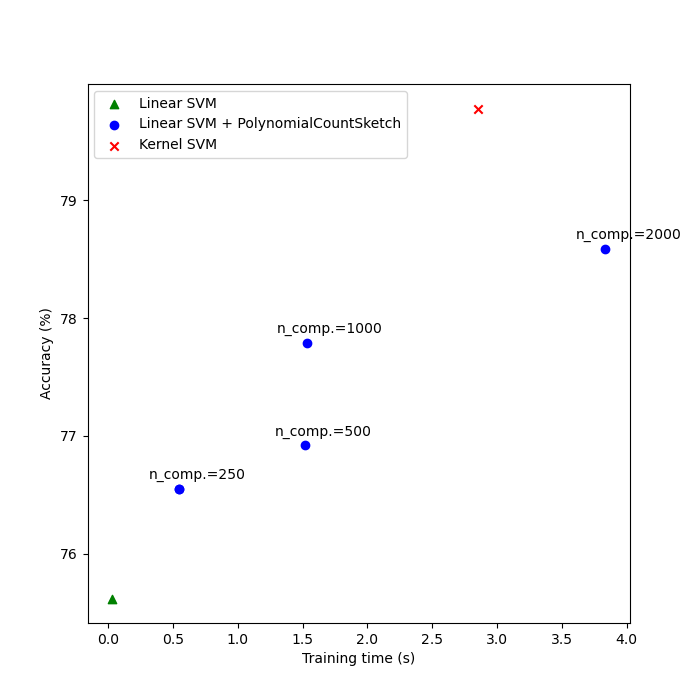 Linear SVM
Linear SVM + PolynomialCountSketch
Kernel SVM
79
n_comp.=2000
78
n_comp.=1000
Accuracy (%)
77
n_comp.=500
n_comp.=250
76
0.0 0.5 1.0 1.5 2.0 2.5 3.0 3.5 4.0
Training time (s)